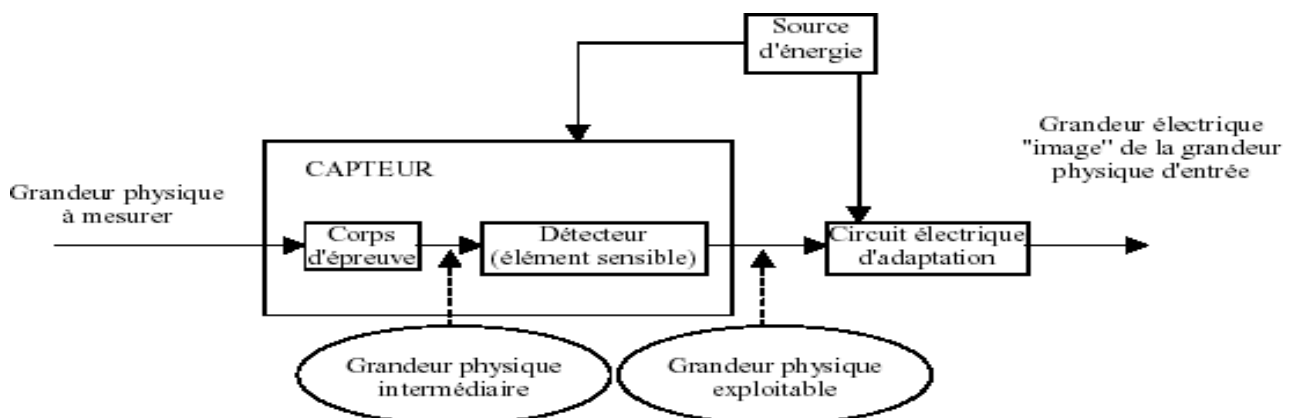 Source
d'énergie
Grandeur électrique
"image" de la grandeur
physique d'entrée
CAPTEUR
Grandeur physique
à mesurer
Corps
d'épreuve
Détecteur
(élément sensible)
Circuit électrique
d'adaptation
Grandeur physique
intermédiaire
Grandeur physique
exploitable